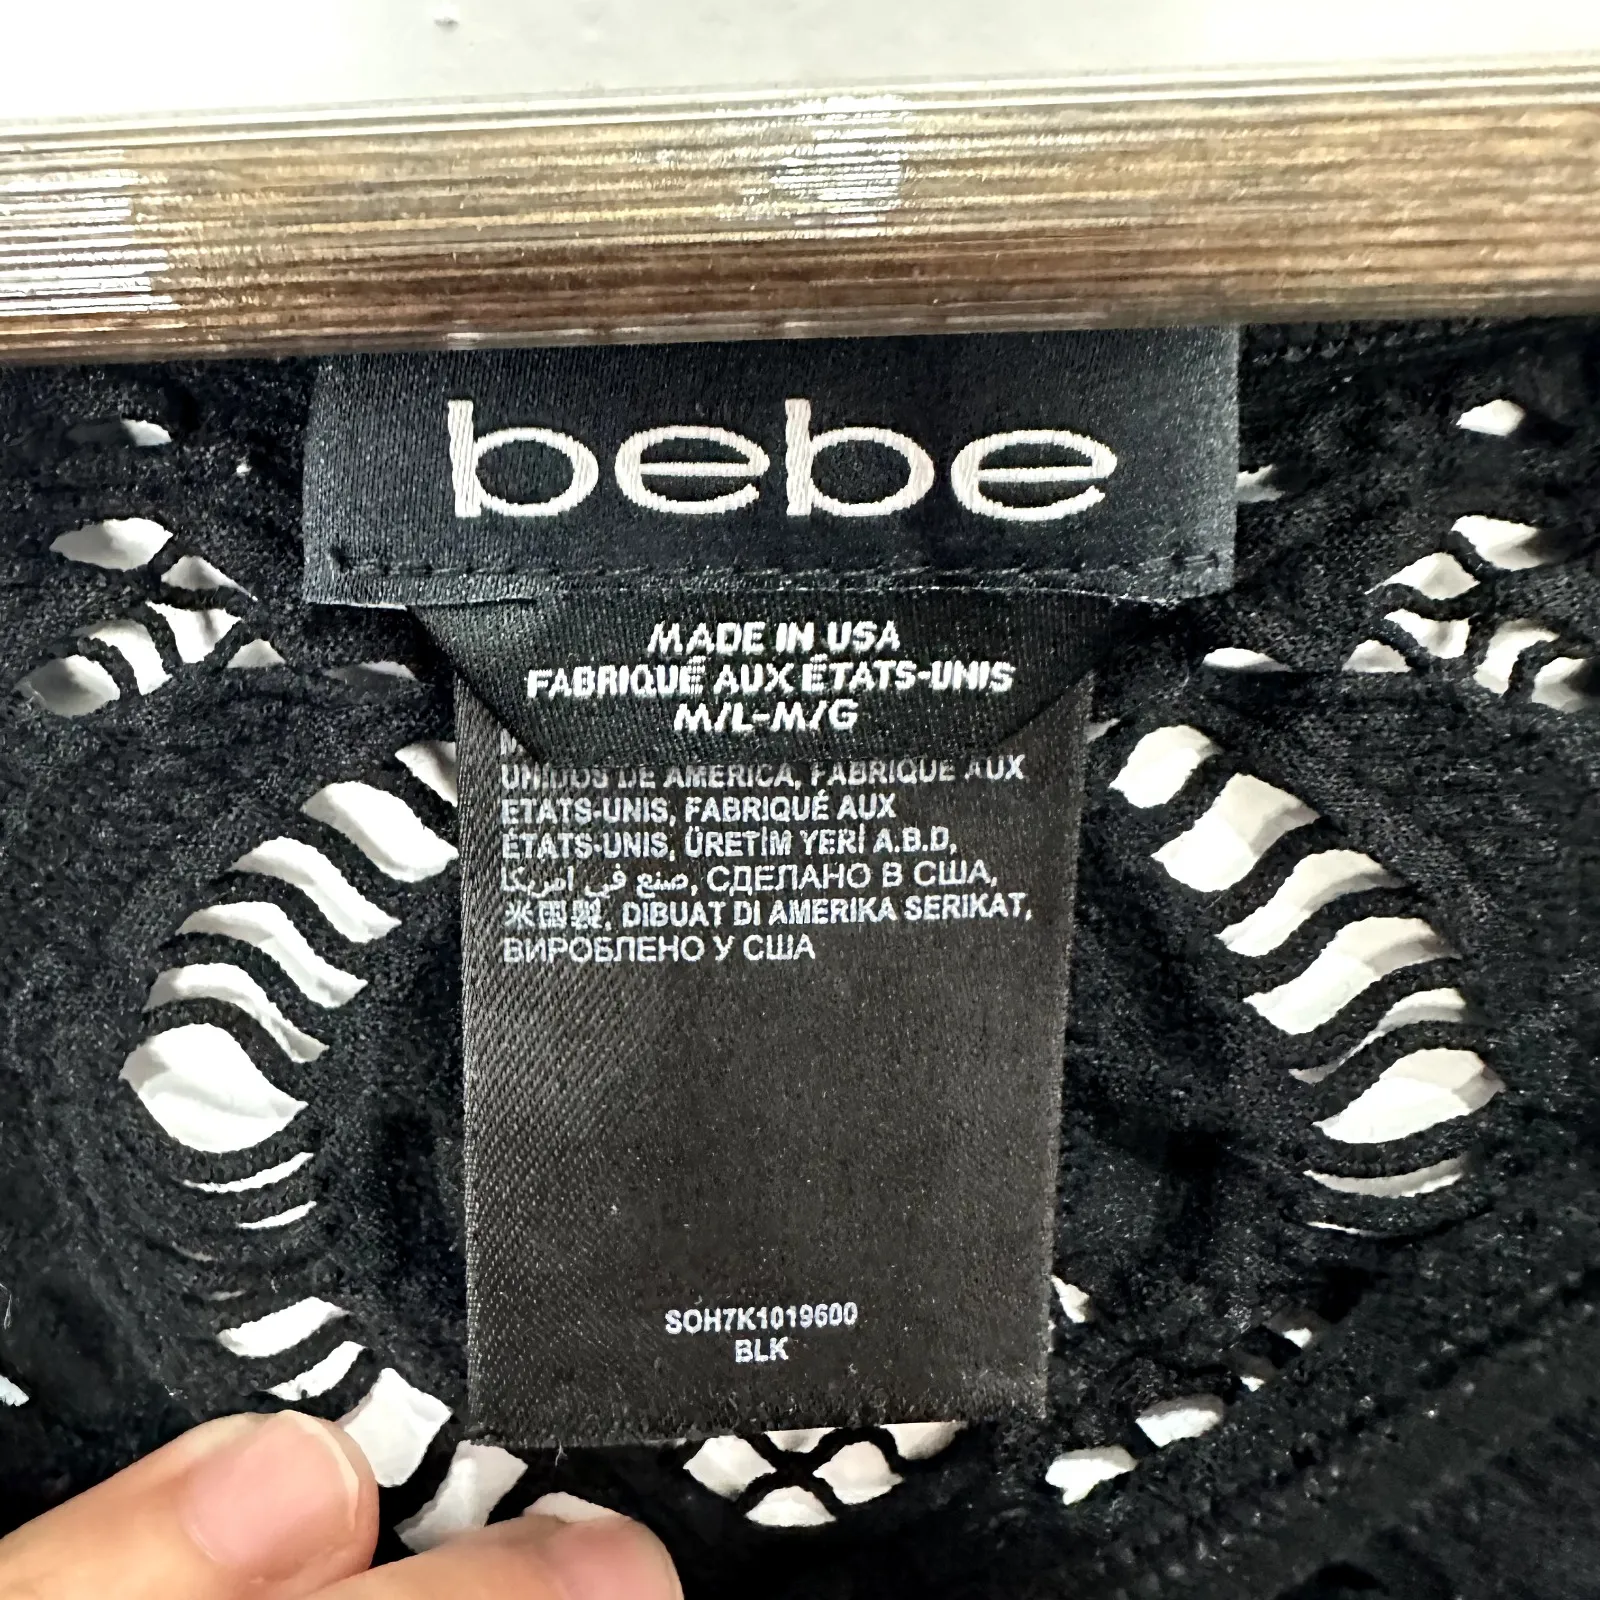 bebe
MADE IN USA
FABRIQUÉ AUX ÉTATS-UNIS
M/L-M/G
UNIDOS DE AMERICA, FABRIQUE AUX
ETATS-UNIS, FABRIQUÉ AUX
ÉTATS-UNIS, ÜRETİM YERİ A.B.D,
صنع في امريكا, СДЕЛАНО В США,
米国製, DIBUAT DI AMERIKA SERIKAT,
ВИРОБЛЕНО У США
SOH7K1019600
BLK